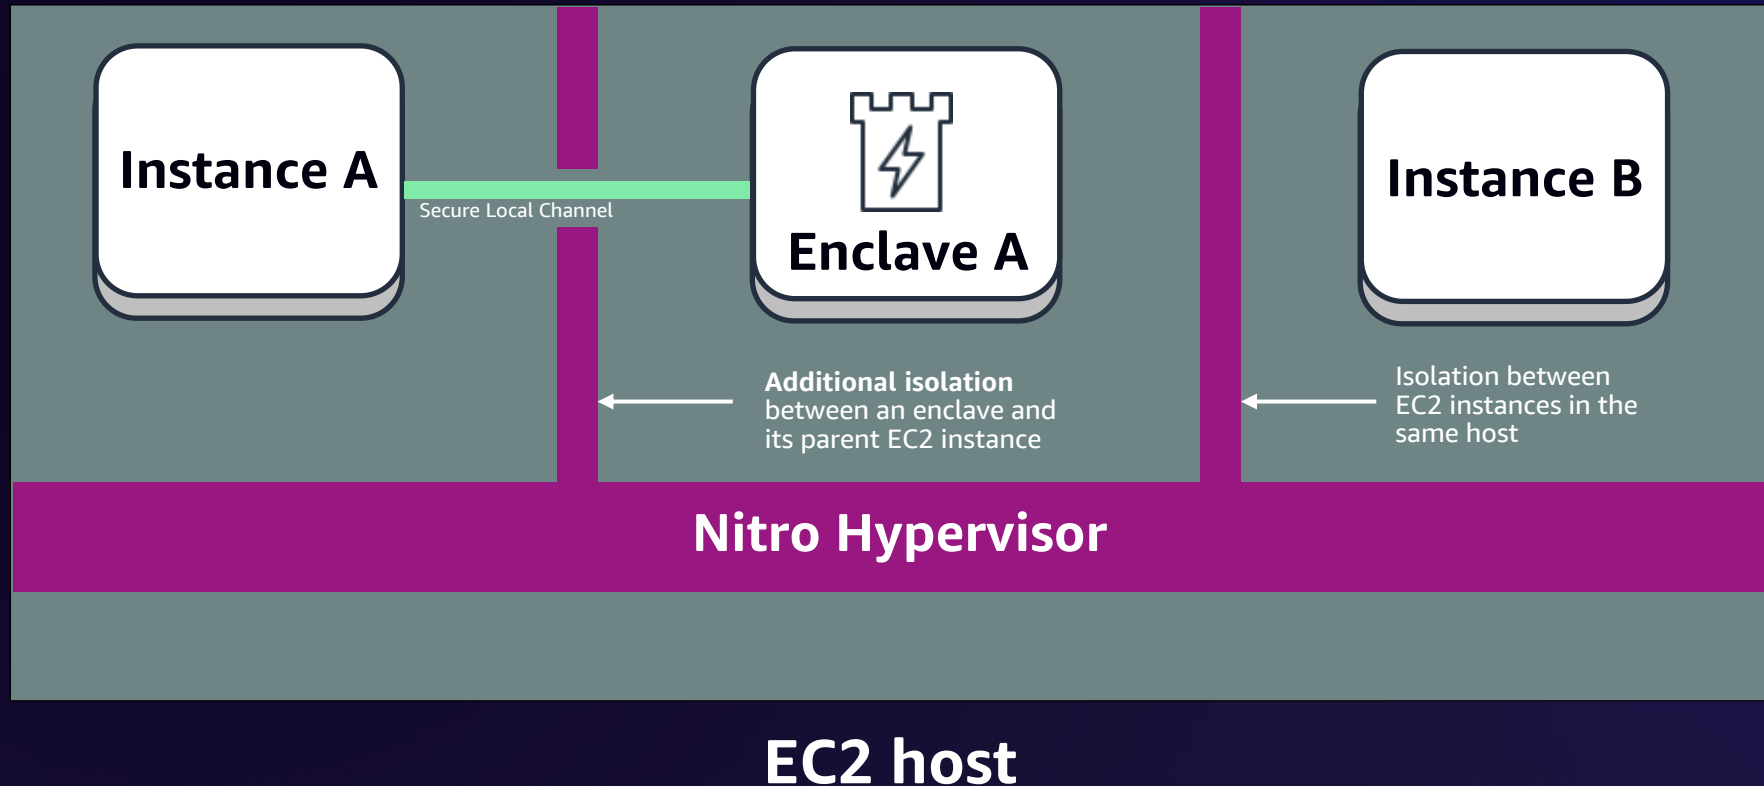 Instance A
Secure Local Channel
Enclave A
Instance B
Additional isolation
between an enclave and
its parent EC2 instance
Isolation between
EC2 instances in the
same host
Nitro Hypervisor
EC2 host